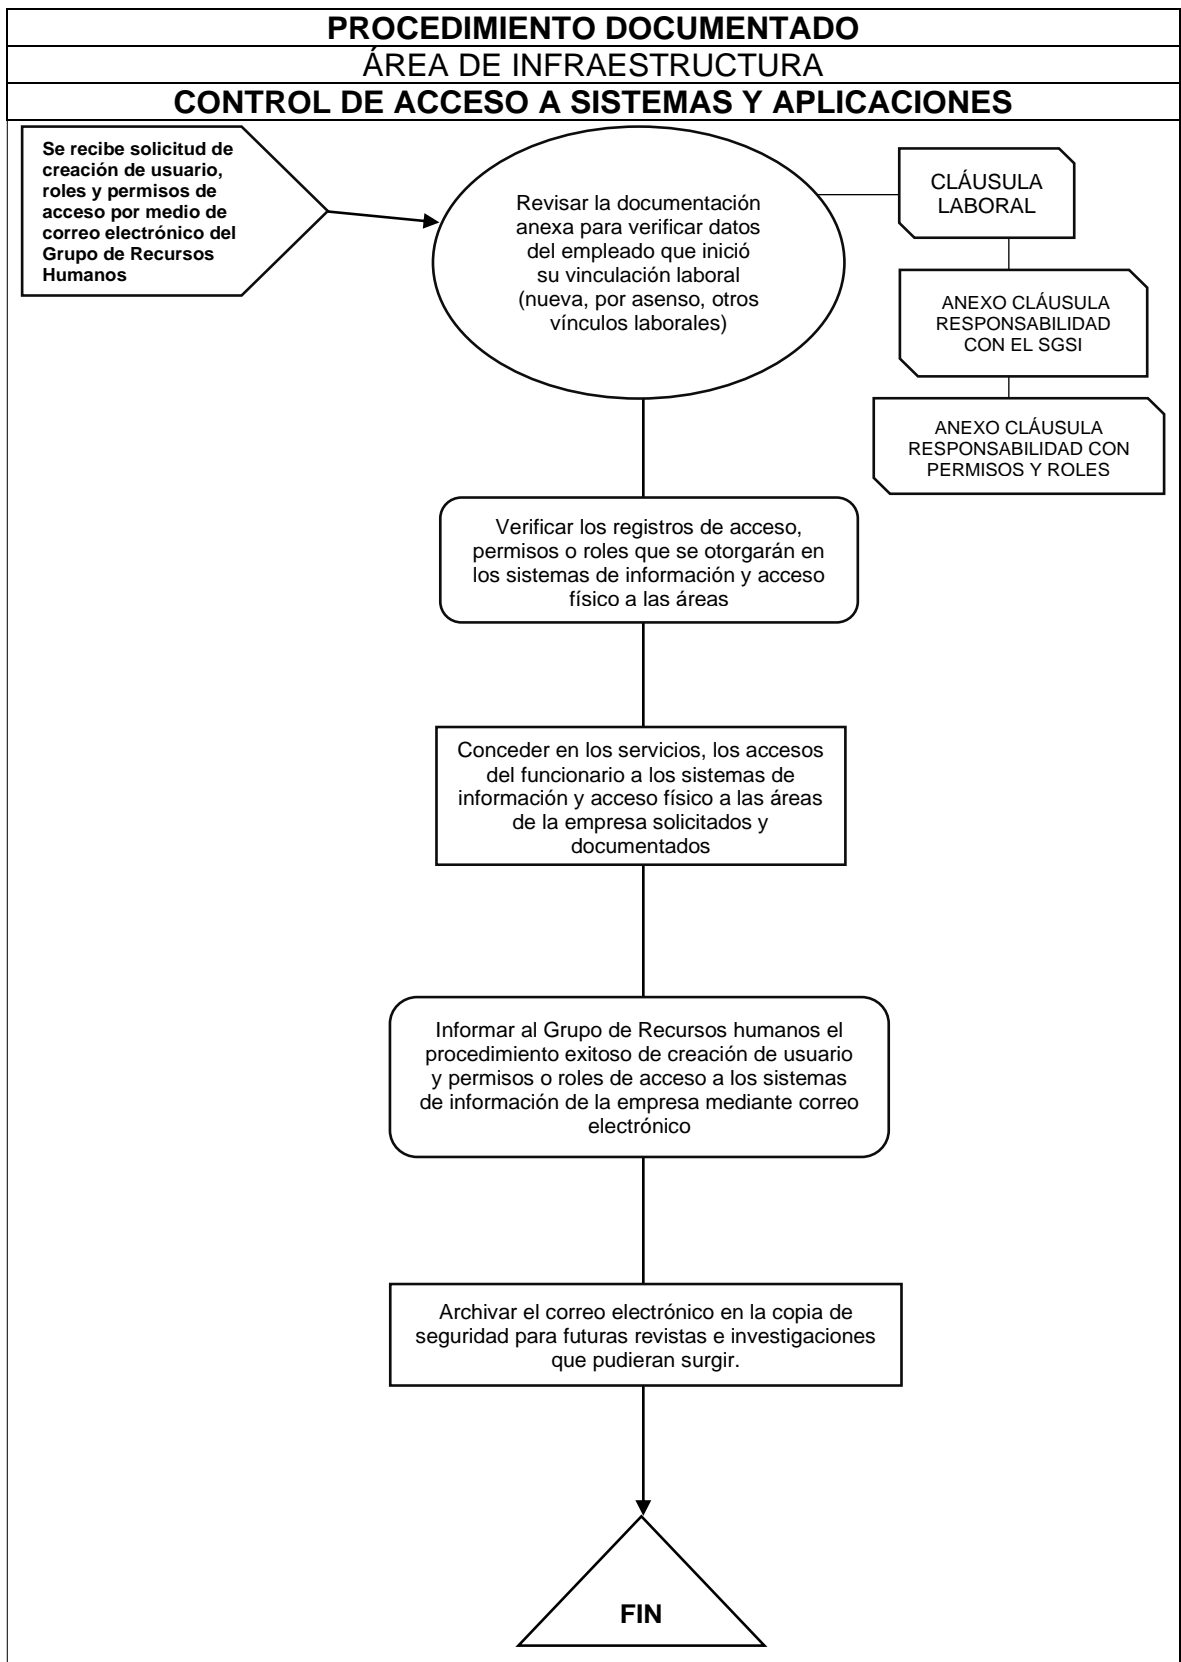 PROCEDIMIENTO DOCUMENTADO
ÁREA DE INFRAESTRUCTURA
CONTROL DE ACCESO A SISTEMAS Y APLICACIONES
Se recibe solicitud de
creación de usuario,
roles y permisos de
acceso por medio de
correo electrónico del
Grupo de Recursos
Humanos
Revisar la documentación
anexa para verificar datos
del empleado que inició
su vinculación laboral
(nueva, por asenso, otros
vínculos laborales)
CLÁUSULA
LABORAL
ANEXO CLÁUSULA
RESPONSABILIDAD
CON EL SGSI
ANEXO CLÁUSULA
RESPONSABILIDAD CON
PERMISOS Y ROLES
Verificar los registros de acceso,
permisos o roles que se otorgarán en
los sistemas de información y acceso
físico a las áreas
Conceder en los servicios, los accesos
del funcionario a los sistemas de
información y acceso físico a las áreas
de la empresa solicitados y
documentados
Informar al Grupo de Recursos humanos el
procedimiento exitoso de creación de usuario
y permisos o roles de acceso a los sistemas
de información de la empresa mediante correo
electrónico
Archivar el correo electrónico en la copia de
seguridad para futuras revistas e investigaciones
que pudieran surgir.
FIN